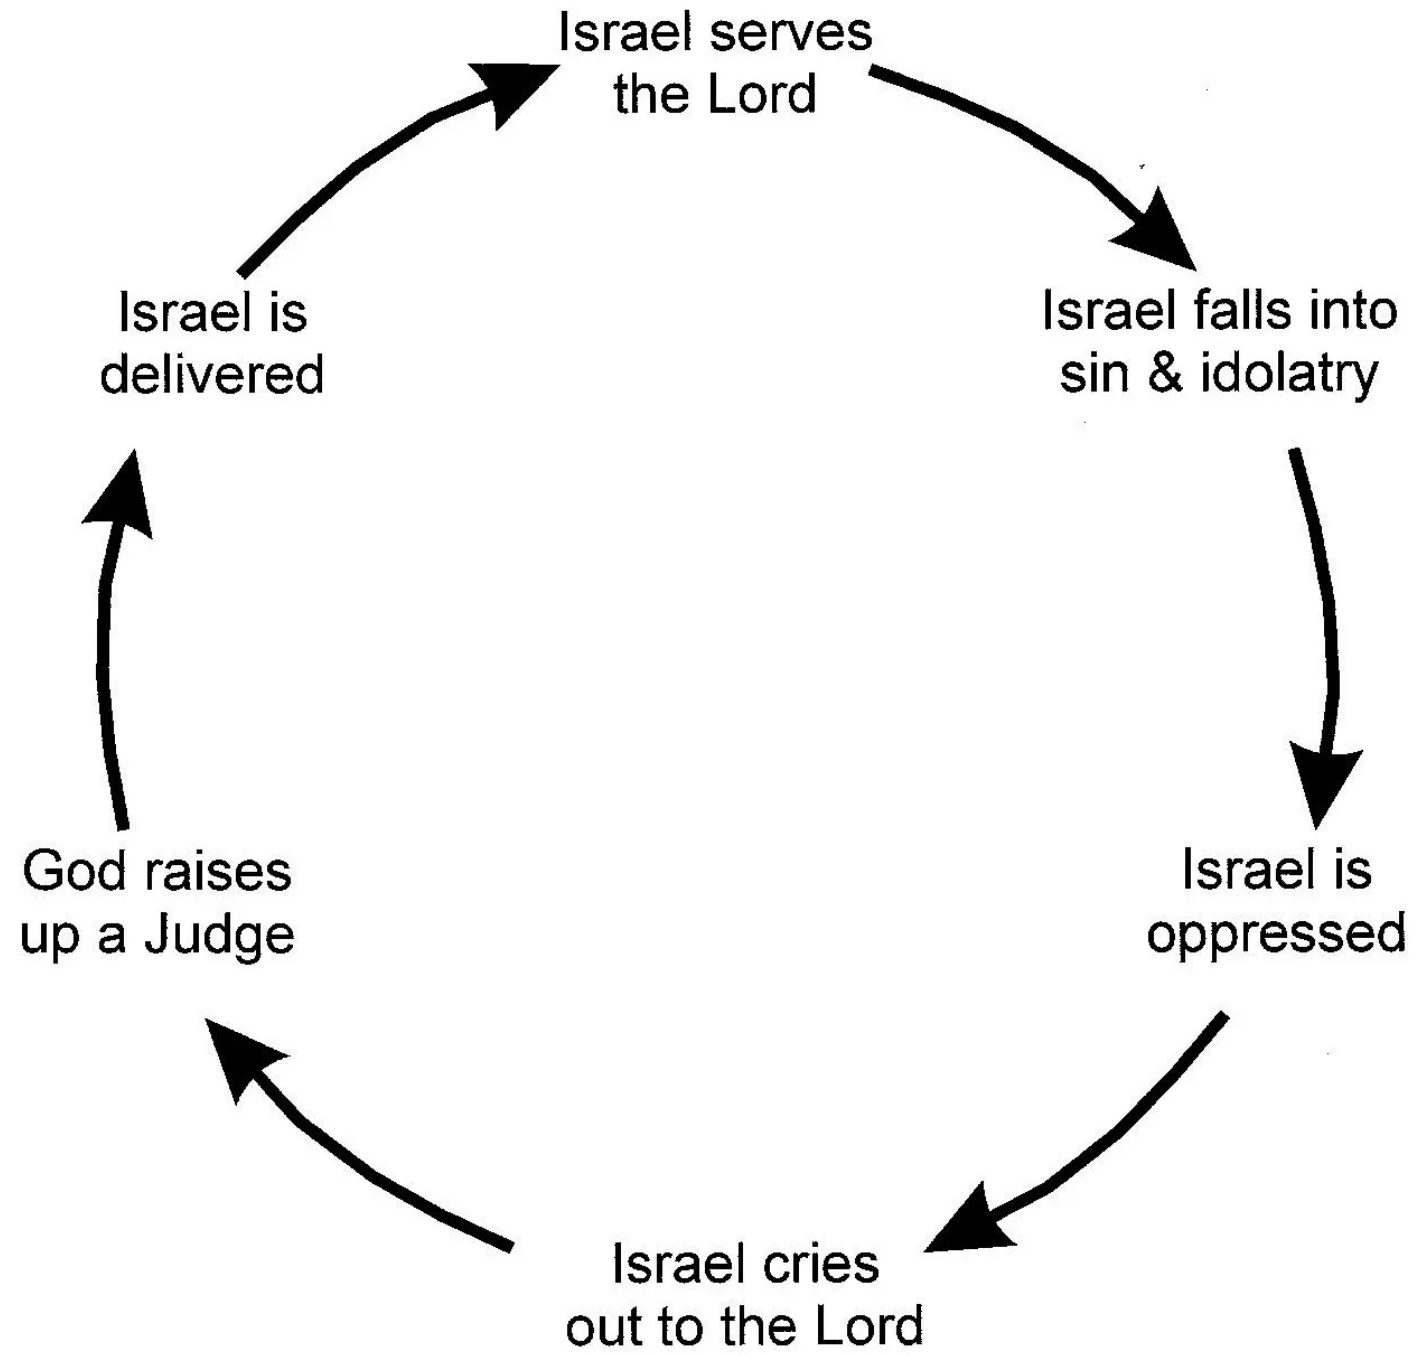 Israel serves
the Lord
Israel falls into
sin & idolatry
Israel is
oppressed
Israel cries
out to the Lord
God raises
up a Judge
Israel is
delivered